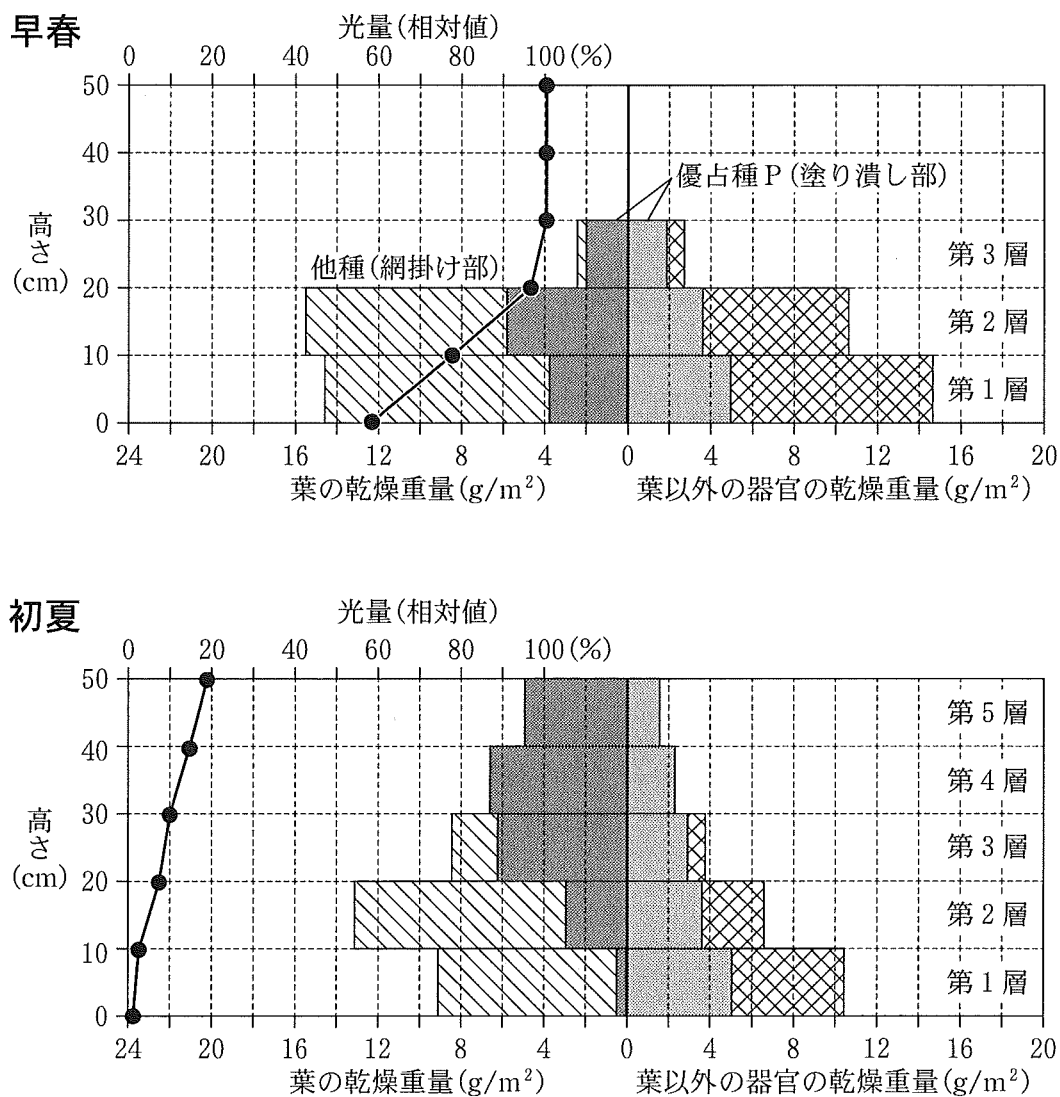 早春
光量(相対値)
0 20 40 60 80 100(%)
50
40
30
20
10
0
高さ
(cm)
優占種P(塗り潰し部)
他種(網掛け部)
第3層
第2層
第1層
24 20 16 12 8 4 0 4 8 12 16 20
葉の乾燥重量(g/m²) 葉以外の器官の乾燥重量(g/m²)
初夏
光量(相対値)
0 20 40 60 80 100(%)
50
40
30
20
10
0
高さ
(cm)
第5層
第4層
第3層
第2層
第1層
24 20 16 12 8 4 0 4 8 12 16 20
葉の乾燥重量(g/m²) 葉以外の器官の乾燥重量(g/m²)